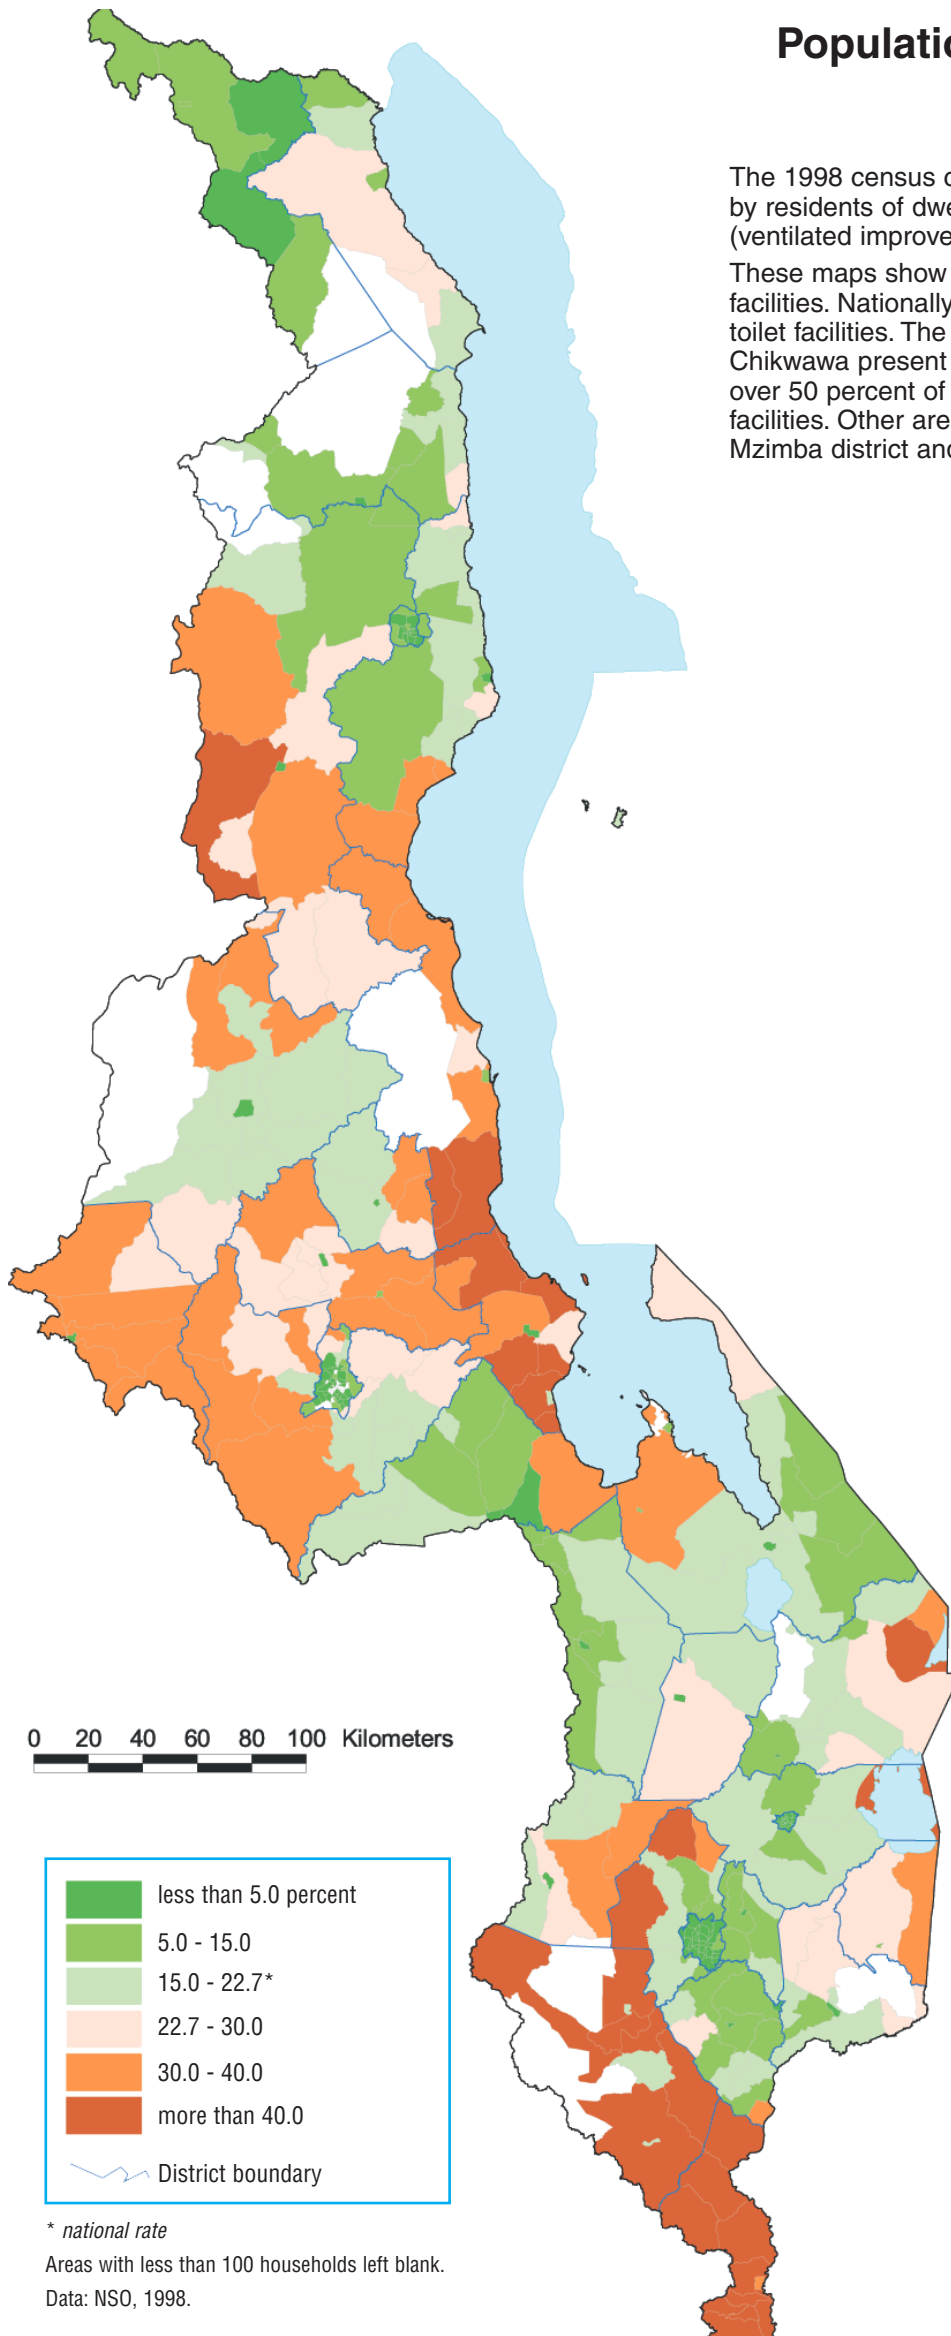 Populatio
The 1998 census c
by residents of dwe
(ventilated improve
These maps show
facilities. Nationally
toilet facilities. The
Chikwawa present
over 50 percent of
facilities. Other are
Mzimba district and
0 20 40 60 80 100 Kilometers
less than 5.0 percent
5.0 - 15.0
15.0 - 22.7*
22.7 - 30.0
30.0 - 40.0
more than 40.0
District boundary
* national rate
Areas with less than 100 households left blank.
Data: NSO, 1998.